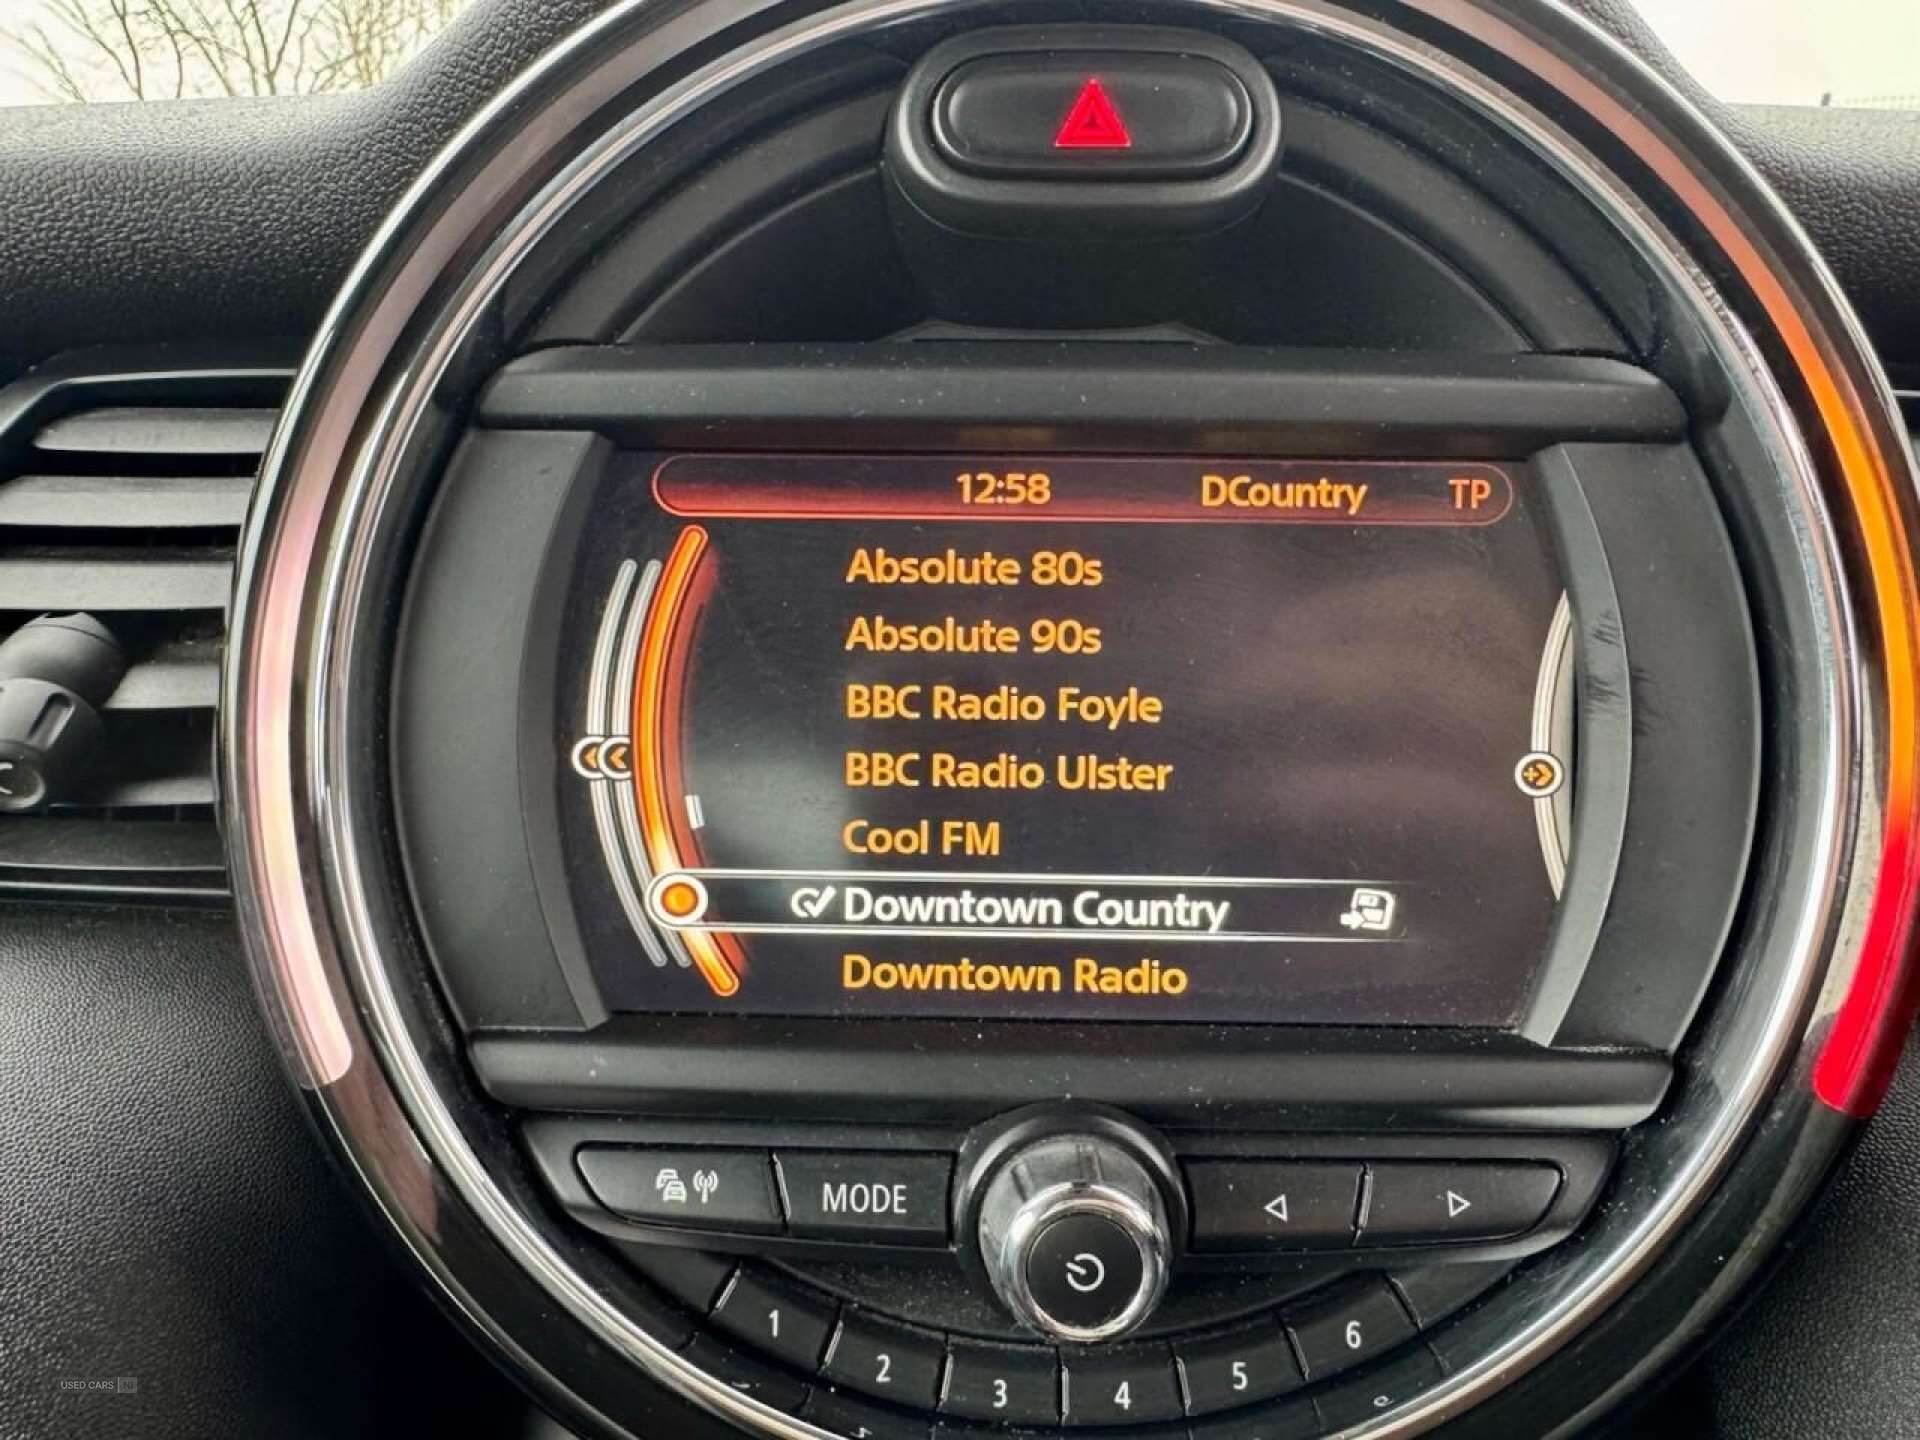 12:58 DCountry TP
Absolute 80s
Absolute 90s
BBC Radio Foyle
BBC Radio Ulster
Cool FM
Downtown Country
Downtown Radio
MODE
1 2 3 4 5 6
USED CARS NI